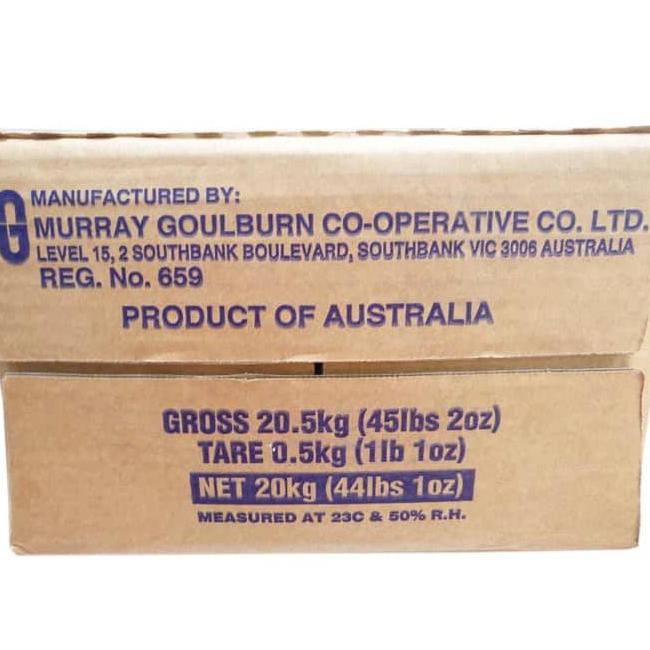 MANUFACTURED BY:
MURRAY GOULBURN CO-OPERATIVE CO. LTD.
LEVEL 15, 2 SOUTHBANK BOULEVARD, SOUTHBANK VIC 3006 AUSTRALIA
REG. No. 659
PRODUCT OF AUSTRALIA
GROSS 20.5kg (45lbs 2oz)
TARE 0.5kg (1lb 1oz)
NET 20kg (44lbs 1oz)
MEASURED AT 23C & 50% R.H.